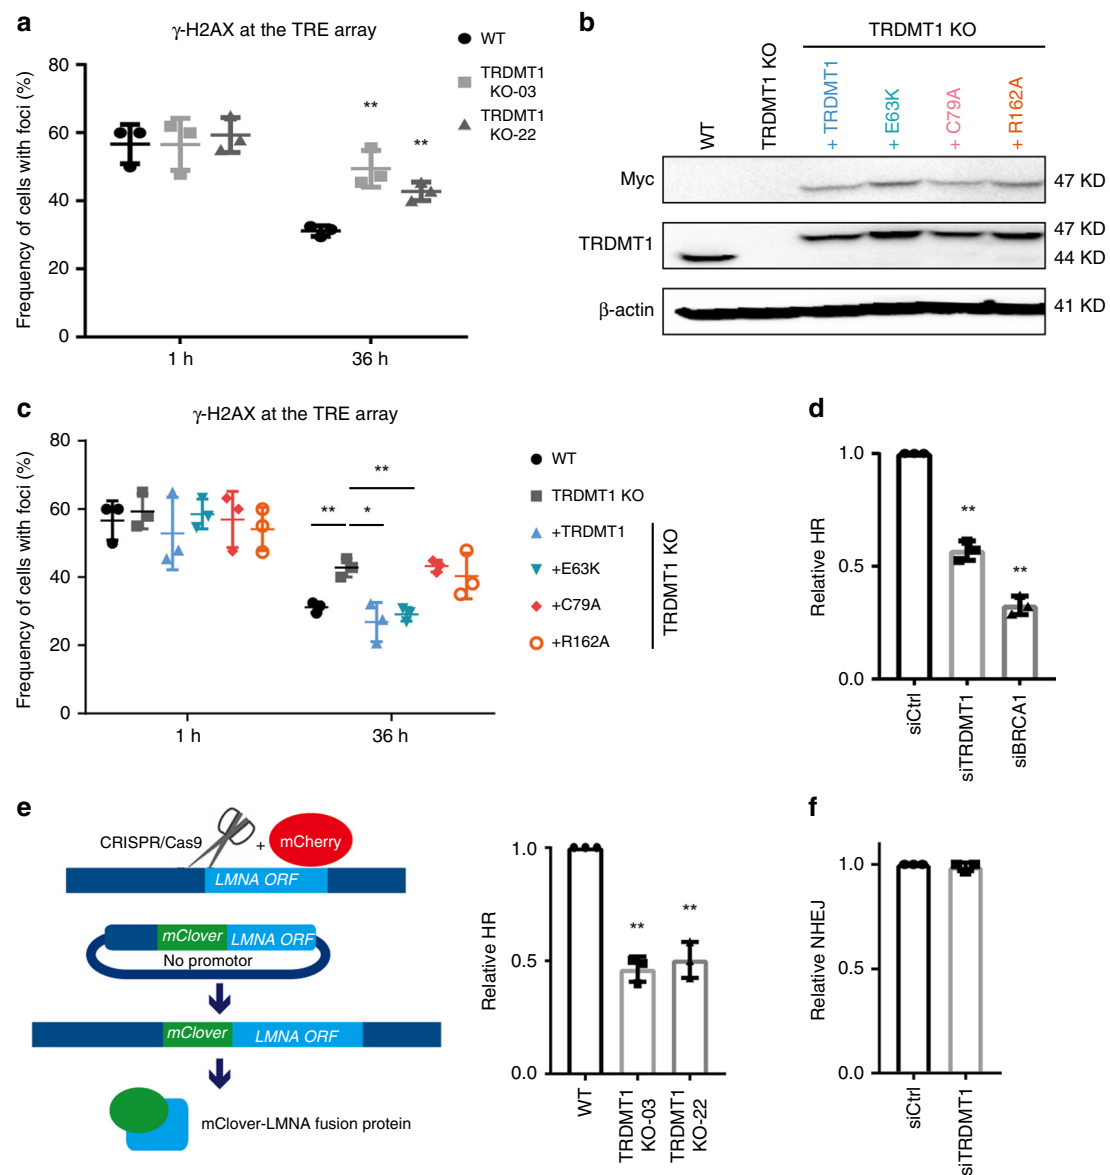 a
γ-H2AX at the TRE array
WT
TRDMT1
KO-03
TRDMT1
KO-22
Frequency of cells with foci (%)
80
60
40
20
0
**
**
1 h
36 h
b
TRDMT1 KO
WT
TRDMT1 KO
+ TRDMT1
+ E63K
+ C79A
+ R162A
Myc
47 KD
TRDMT1
47 KD
44 KD
β-actin
41 KD
c
γ-H2AX at the TRE array
Frequency of cells with foci (%)
80
60
40
20
0
**
**
*
1 h
36 h
WT
TRDMT1 KO
+TRDMT1
+E63K
+C79A
+R162A
TRDMT1 KO
d
Relative HR
1.0
0.5
0.0
**
**
siCtrl
siTRDMT1
siBRCA1
e
CRISPR/Cas9
+
mCherry
LMNA ORF
mClover
LMNA ORF
No promotor
mClover
LMNA ORF
mClover-LMNA fusion protein
Relative HR
1.0
0.5
0.0
**
**
WT
TRDMT1
KO-03
TRDMT1
KO-22
f
Relative NHEJ
1.0
0.5
0.0
siCtrl
siTRDMT1